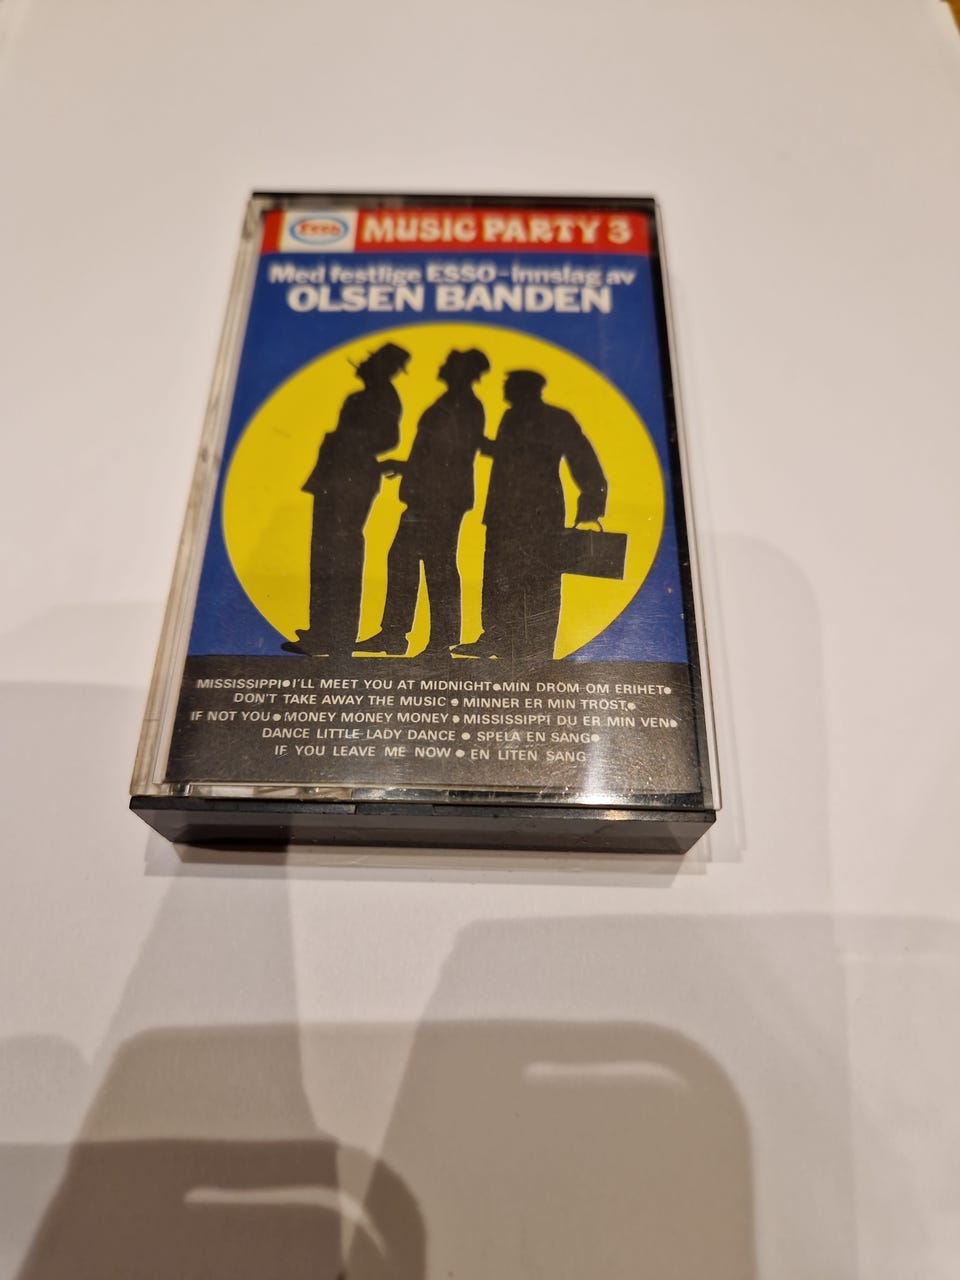 Esso MUSIC PARTY 3
Med festlige ESSO-innslag av
OLSEN BANDEN
MISSISSIPPI●I'LL MEET YOU AT MIDNIGHT●MIN DRÖM OM ERIHET●
DON'T TAKE AWAY THE MUSIC ● MINNER ER MIN TRÖST●
IF NOT YOU●MONEY MONEY MONEY●MISSISSIPPI DU ER MIN VEN●
DANCE LITTLE LADY DANCE ● SPELA EN SANG●
IF YOU LEAVE ME NOW ● EN LITEN SANG